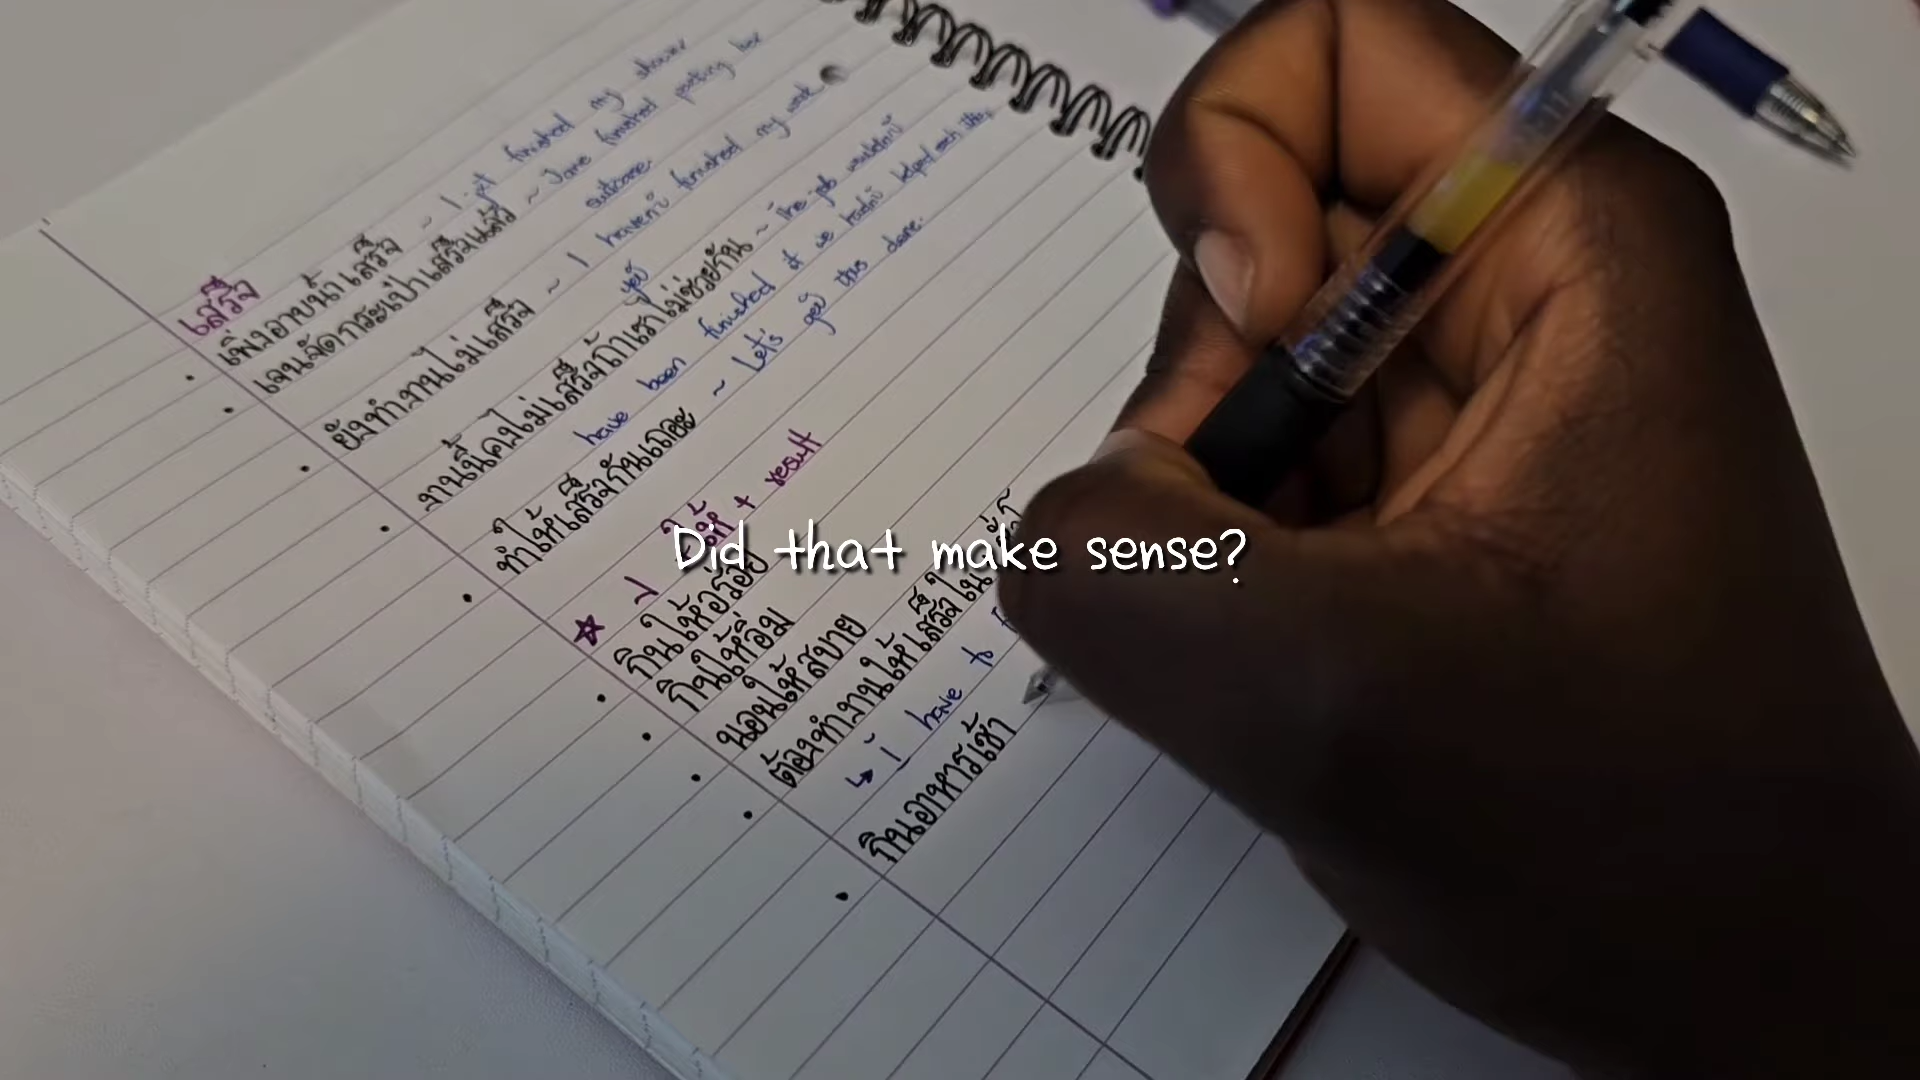 เสร็จ
เพิ่งอาบน้ำเสร็จ ~ I just finished my shower
เจนจัดกระเป๋าเสร็จแล้ว ~ Jane finished packing her
suitcase.
ยังทำงานไม่เสร็จ ~ I haven't finished my work
yet
งานนี้คงไม่เสร็จถ้าเราไม่ช่วยกัน ~ The job wouldn't
have been finished if we hadn't helped each other
ทำให้เสร็จกันเถอะ ~ Let's get this done.
☆ V + ให้ + result
กินให้อร่อย
กินให้อิ่ม
นอนให้สบาย
ต้องทำงานให้เสร็จใน
↳ I have to
กินอาหารเช้า
Did that make sense?